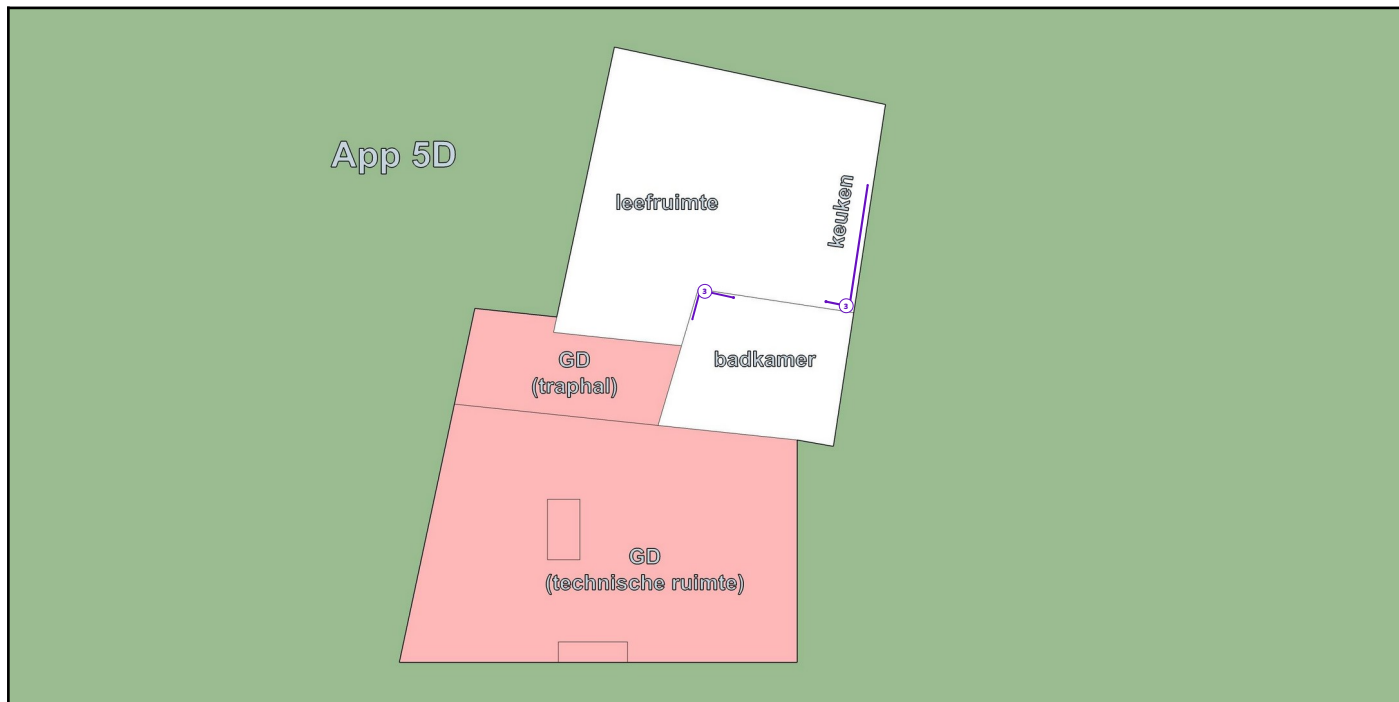 App 5D
leefruimte
keuken
3
3
GD
(traphal)
badkamer
GD
(technische ruimte)